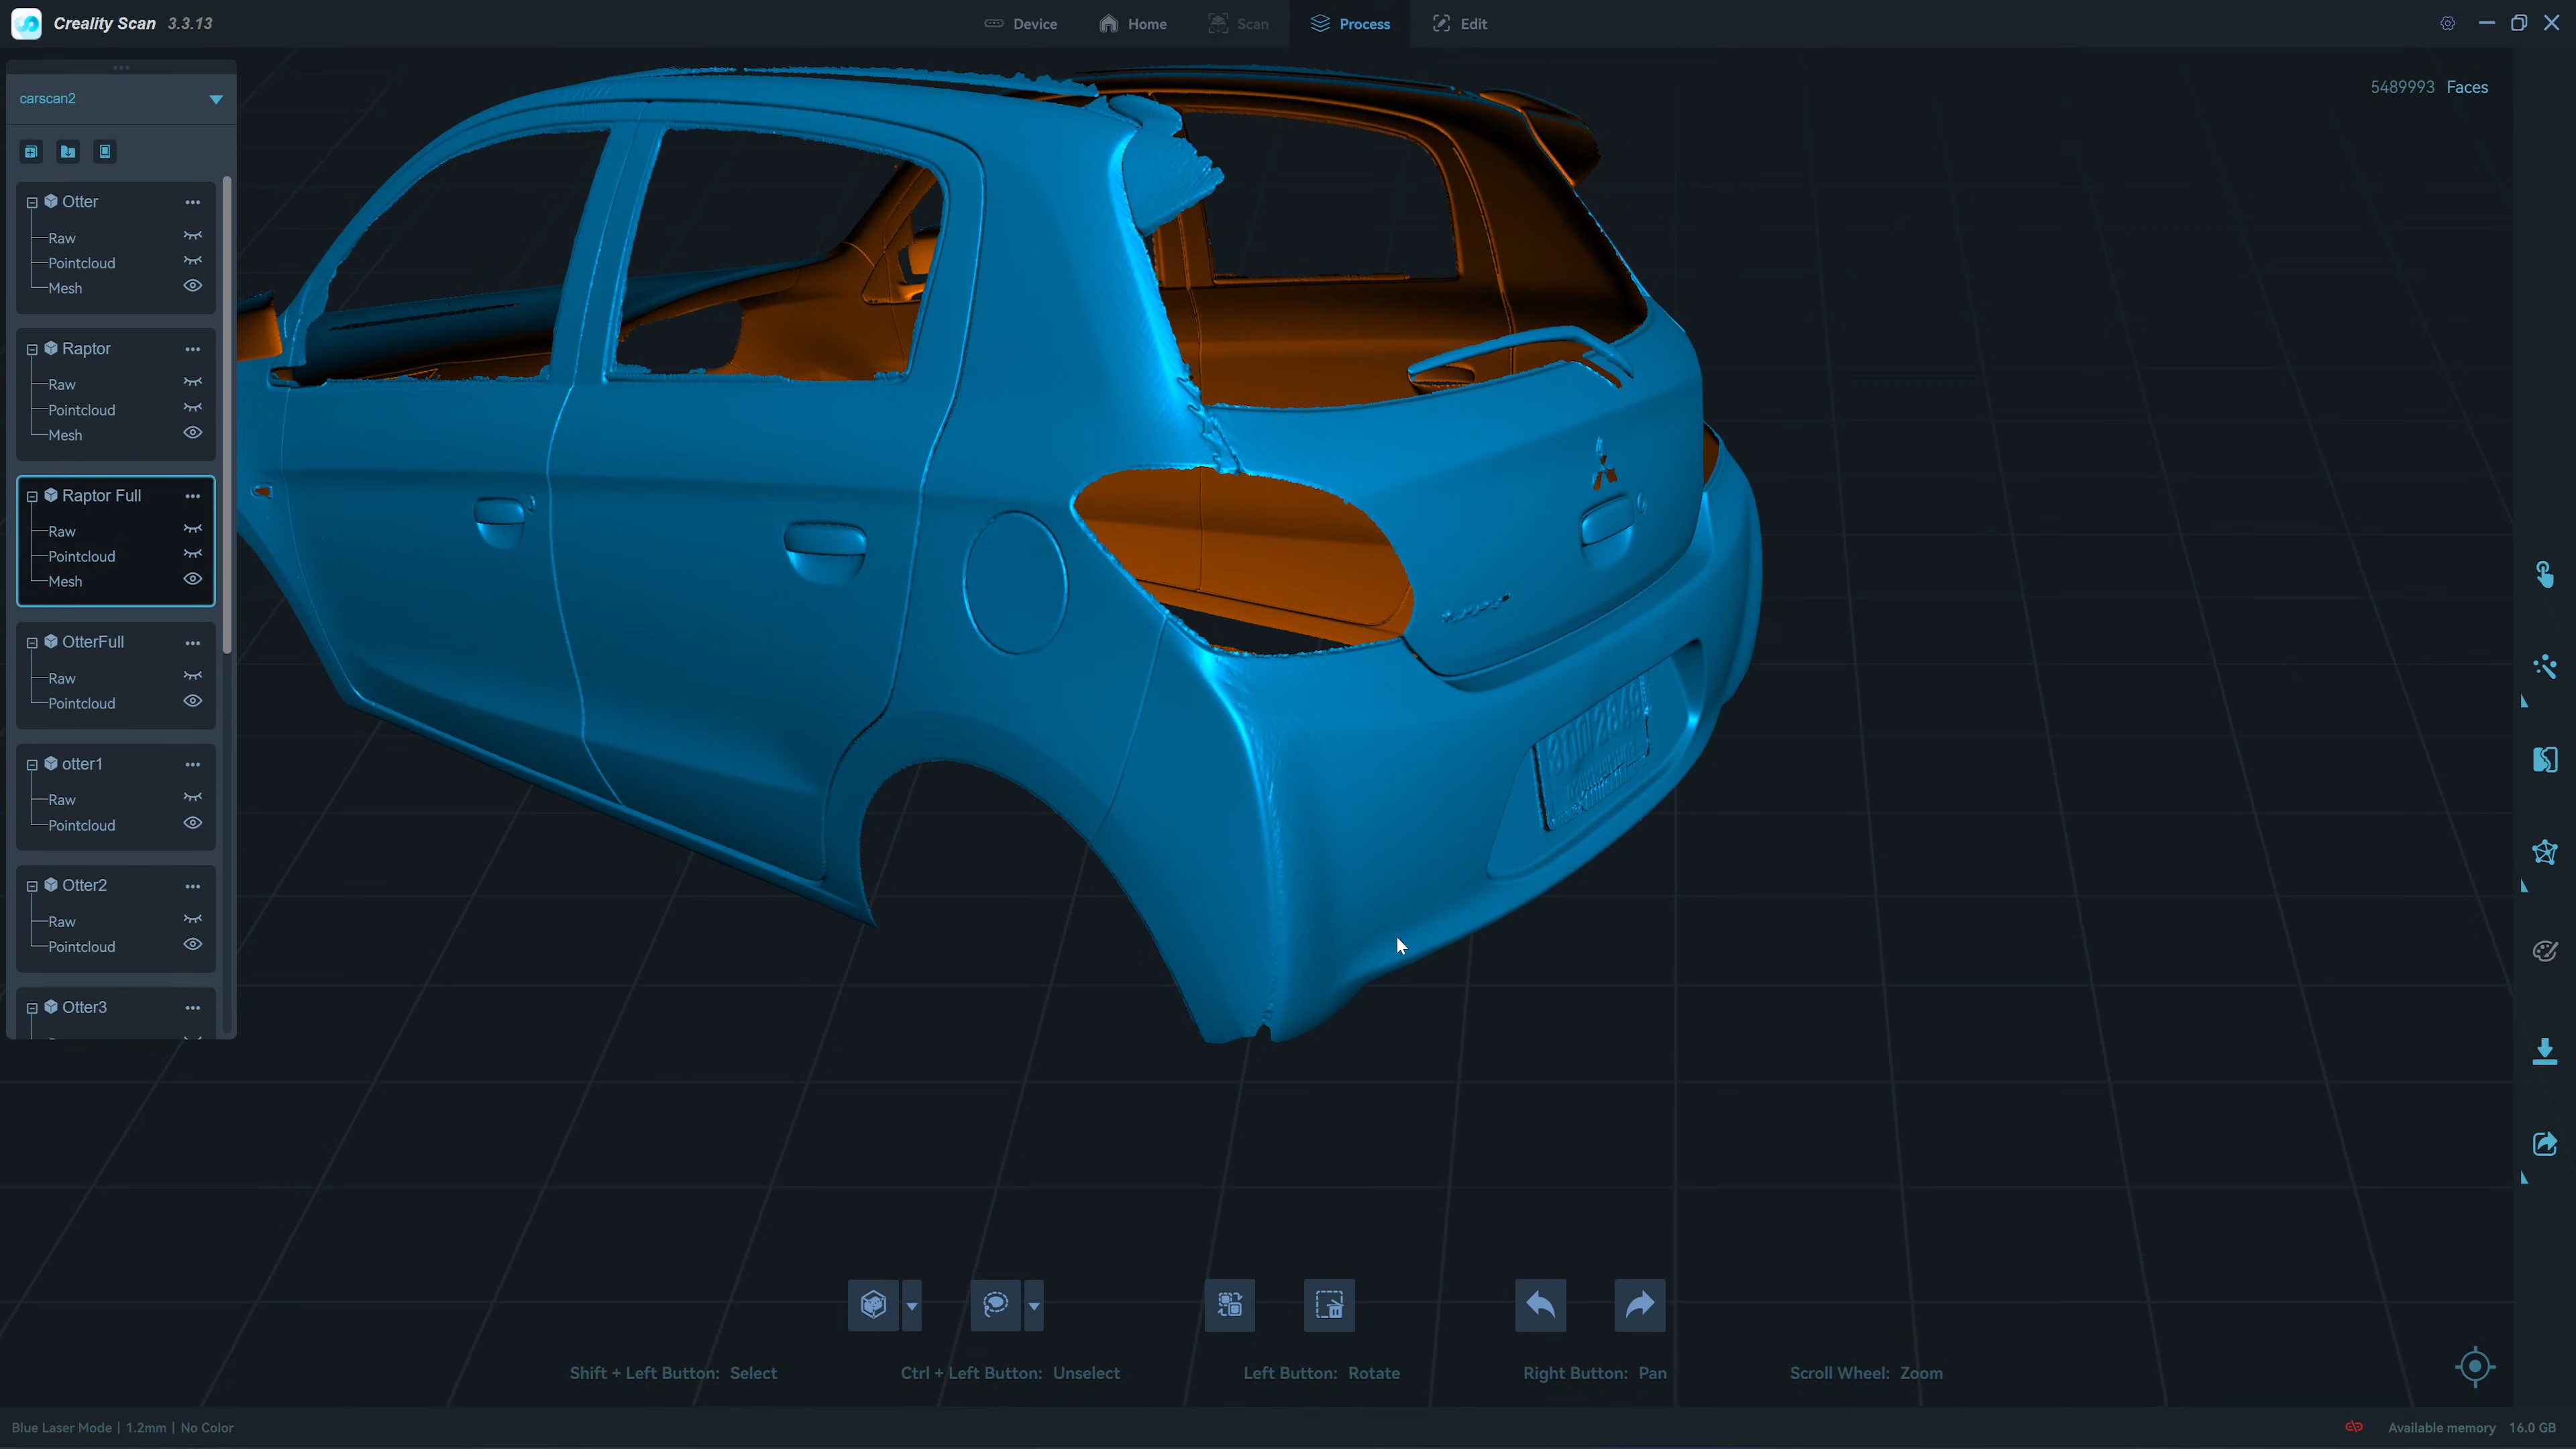 Creality Scan 3.3.13
Device
Home
Scan
Process
Edit
carscan2
5489993 Faces
Otter
Raw
Pointcloud
Mesh
Raptor
Raw
Pointcloud
Mesh
Raptor Full
Raw
Pointcloud
Mesh
OtterFull
Raw
Pointcloud
otter1
Raw
Pointcloud
Otter2
Raw
Pointcloud
Otter3
Shift + Left Button: Select
Ctrl + Left Button: Unselect
Left Button: Rotate
Right Button: Pan
Scroll Wheel: Zoom
Blue Laser Mode | 1.2mm | No Color
Available memory 16.0 GB